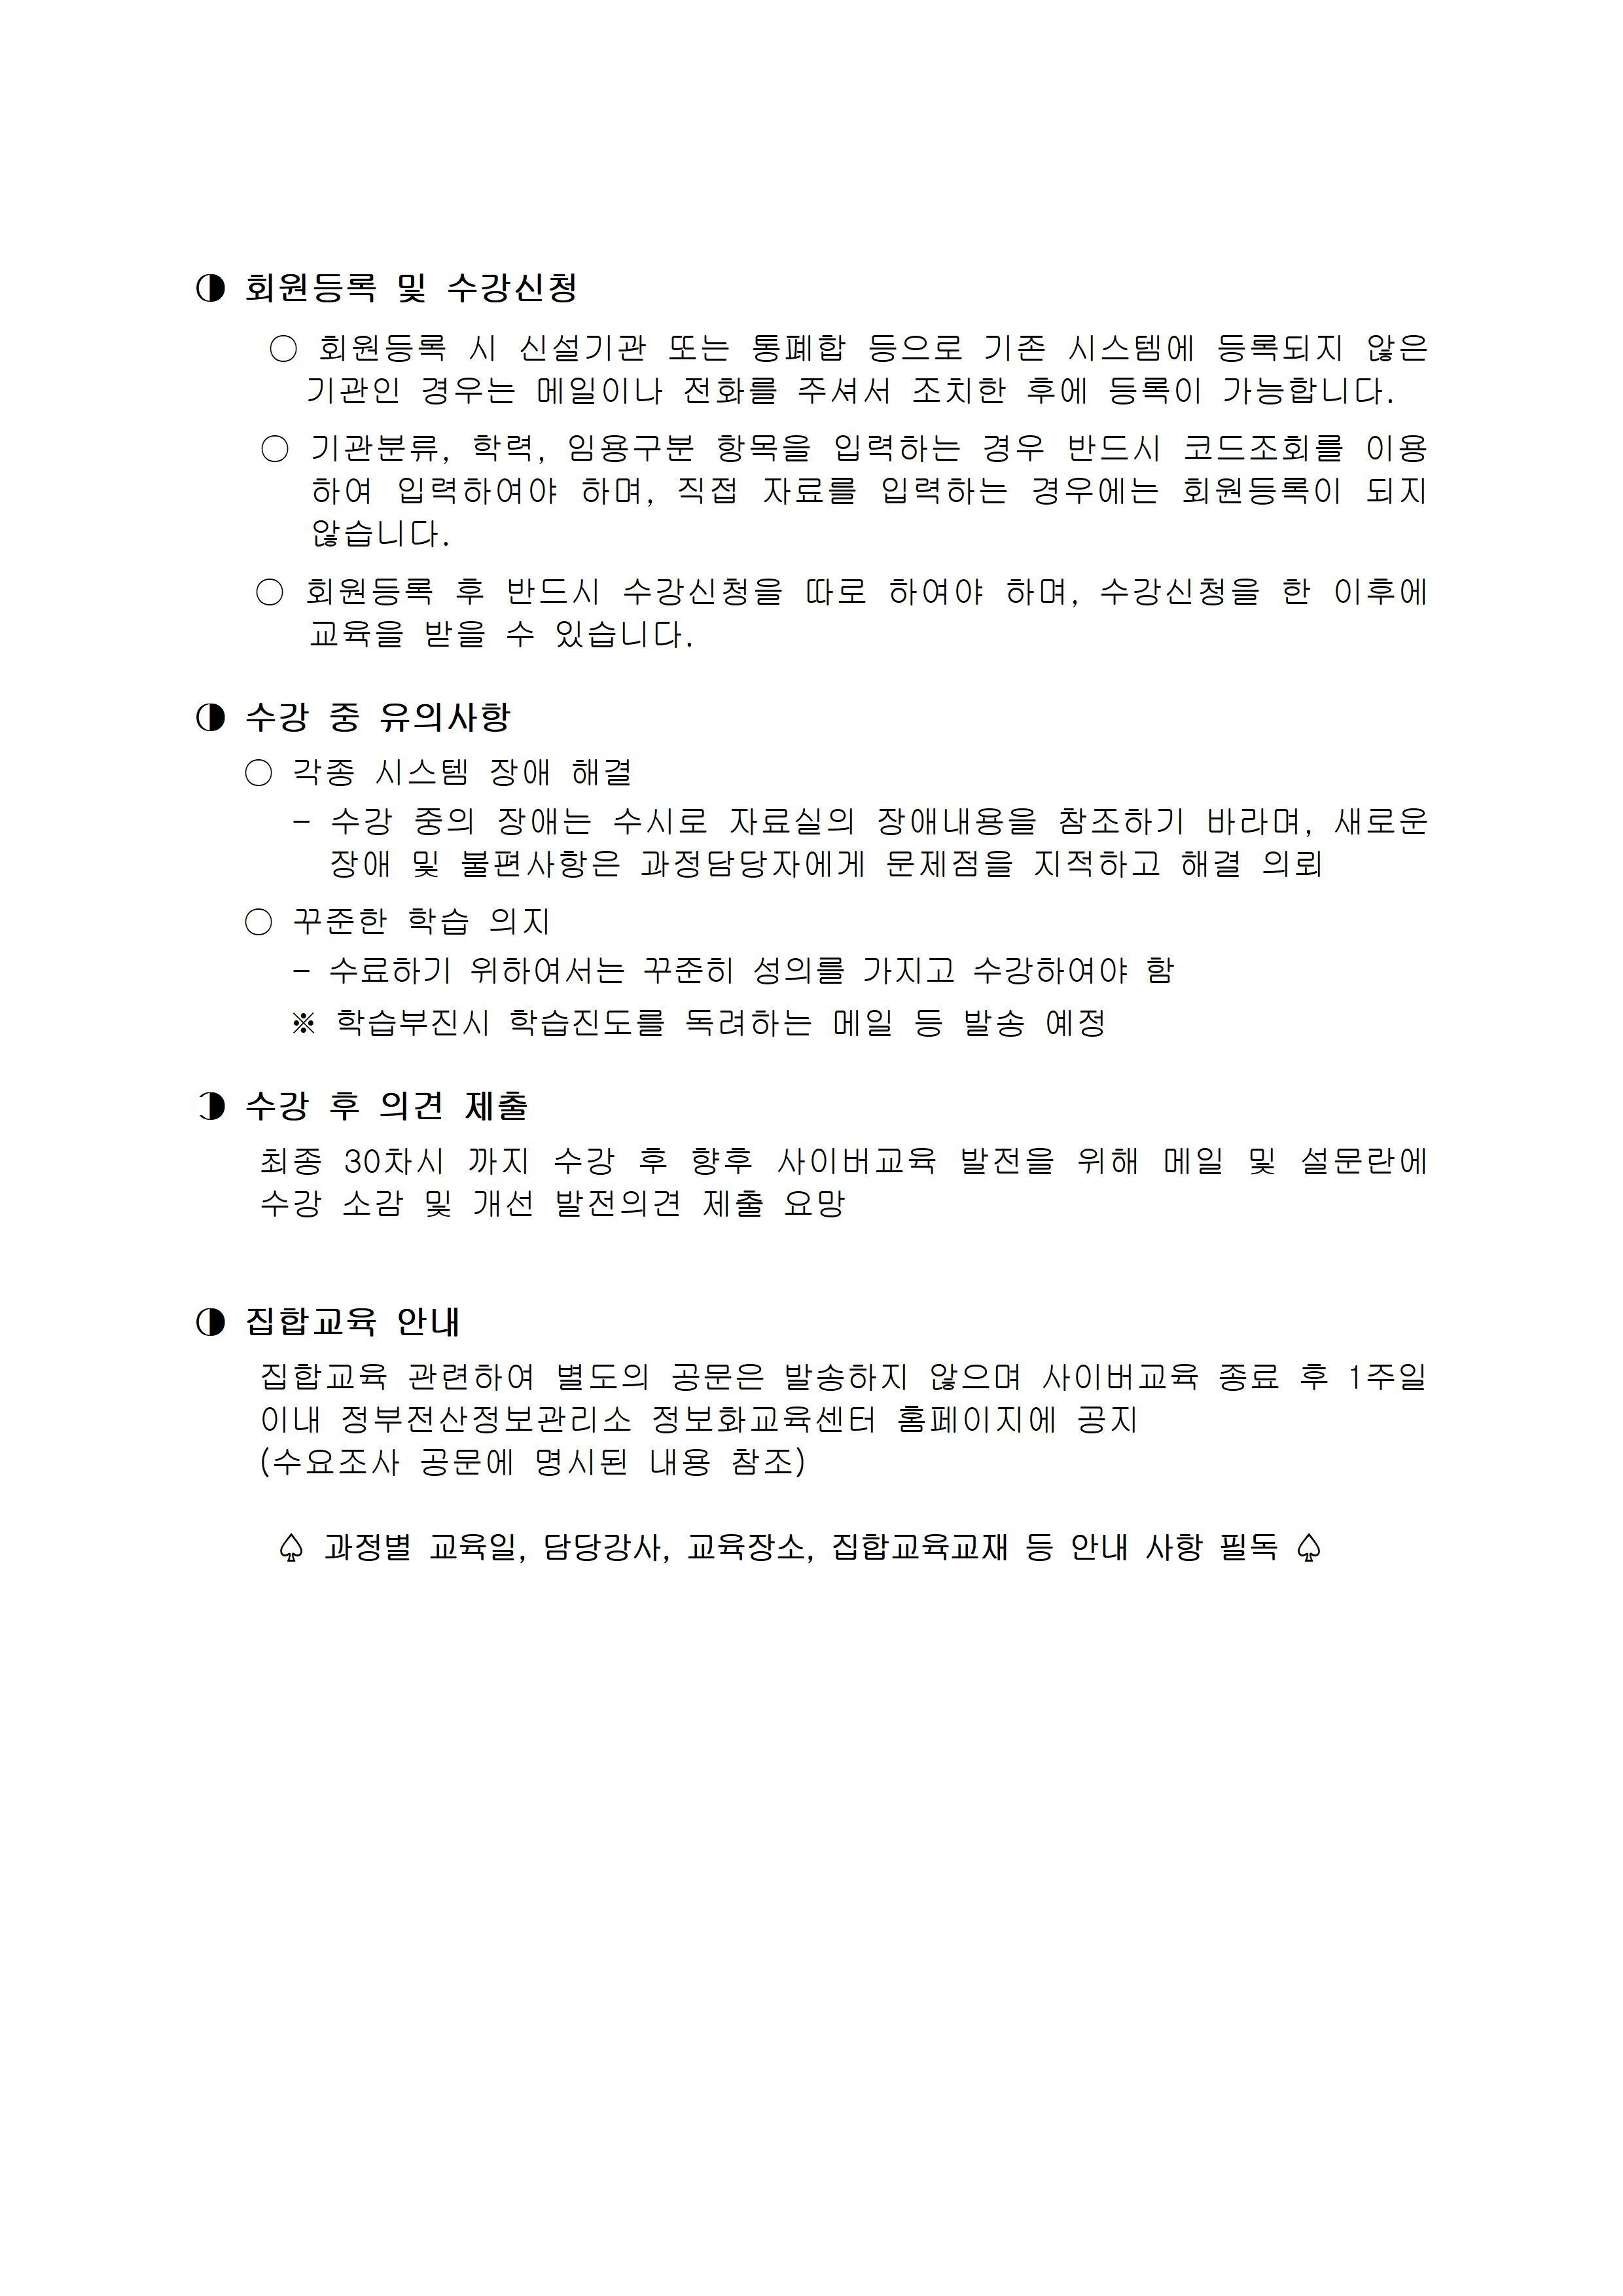 ◑ 회원등록 및 수강신청
○ 회원등록 시 신설기관 또는 통폐합 등으로 기존 시스템에 등록되지 않은
기관인 경우는 메일이나 전화를 주셔서 조치한 후에 등록이 가능합니다.
○ 기관분류, 학력, 임용구분 항목을 입력하는 경우 반드시 코드조회를 이용
하여 입력하여야 하며, 직접 자료를 입력하는 경우에는 회원등록이 되지
않습니다.
○ 회원등록 후 반드시 수강신청을 따로 하여야 하며, 수강신청을 한 이후에
교육을 받을 수 있습니다.
◑ 수강 중 유의사항
○ 각종 시스템 장애 해결
- 수강 중의 장애는 수시로 자료실의 장애내용을 참조하기 바라며, 새로운
장애 및 불편사항은 과정담당자에게 문제점을 지적하고 해결 의뢰
○ 꾸준한 학습 의지
- 수료하기 위하여서는 꾸준히 성의를 가지고 수강하여야 함
※ 학습부진시 학습진도를 독려하는 메일 등 발송 예정
◑ 수강 후 의견 제출
최종 30차시 까지 수강 후 향후 사이버교육 발전을 위해 메일 및 설문란에
수강 소감 및 개선 발전의견 제출 요망
◑ 집합교육 안내
집합교육 관련하여 별도의 공문은 발송하지 않으며 사이버교육 종료 후 1주일
이내 정부전산정보관리소 정보화교육센터 홈페이지에 공지
(수요조사 공문에 명시된 내용 참조)
♤ 과정별 교육일, 담당강사, 교육장소, 집합교육교재 등 안내 사항 필독 ♤